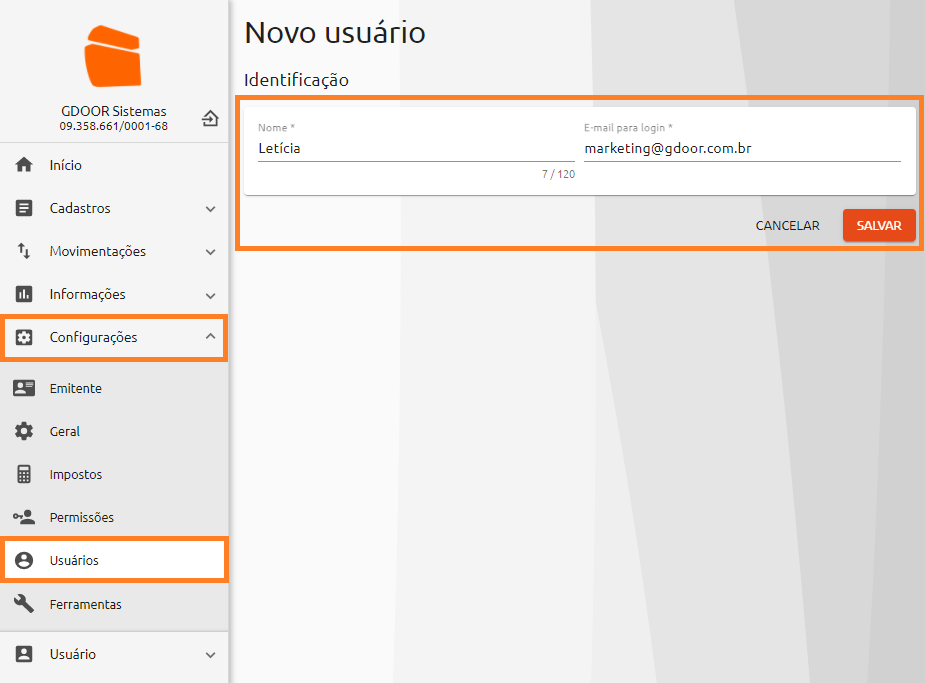 GDOOR Sistemas
09.358.661/0001-68
Início
Cadastros
Movimentações
Informações
Configurações
Emitente
Geral
Impostos
Permissões
Usuários
Ferramentas
Usuário
Novo usuário
Identificação
Nome *
Letícia
7 / 120
E-mail para login *
marketing@gdoor.com.br
CANCELAR
SALVAR